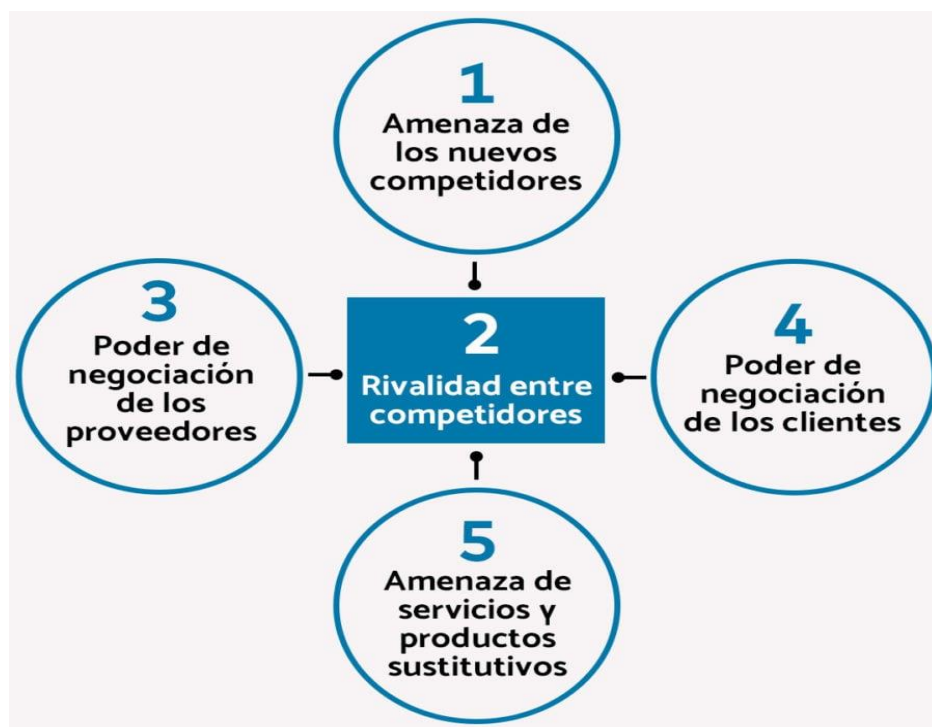 1
Amenaza de
los nuevos
competidores
2
Rivalidad entre
competidores
3
Poder de
negociación
de los
proveedores
4
Poder de
negociación
de los clientes
5
Amenaza de
servicios y
productos
sustitutivos